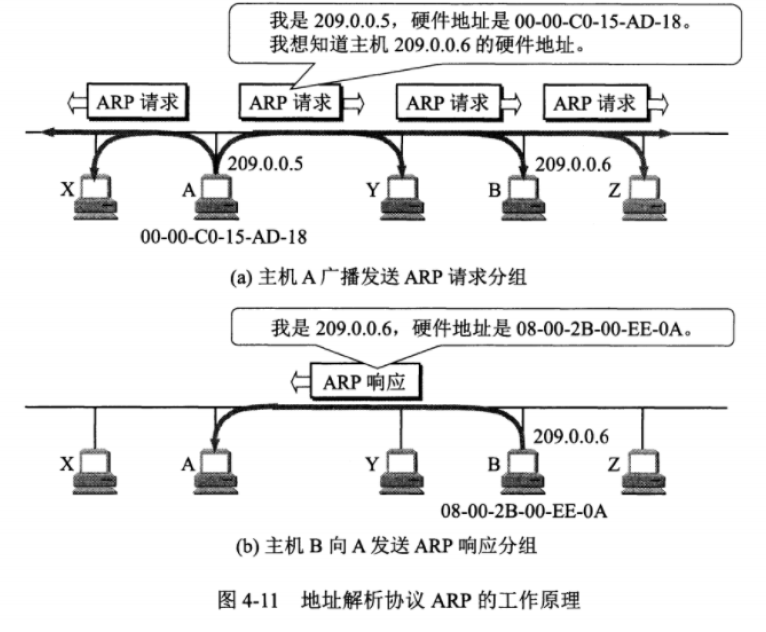 我是 209.0.0.5，硬件地址是 00-00-C0-15-AD-18。
我想知道主机 209.0.0.6 的硬件地址。
ARP 请求
ARP 请求
ARP 请求
ARP 请求
209.0.0.5
209.0.0.6
X
A
Y
B
Z
00-00-C0-15-AD-18
(a) 主机 A 广播发送 ARP 请求分组
我是 209.0.0.6，硬件地址是 08-00-2B-00-EE-0A。
ARP 响应
209.0.0.6
X
A
Y
B
Z
08-00-2B-00-EE-0A
(b) 主机 B 向 A 发送 ARP 响应分组
图 4-11 地址解析协议 ARP 的工作原理